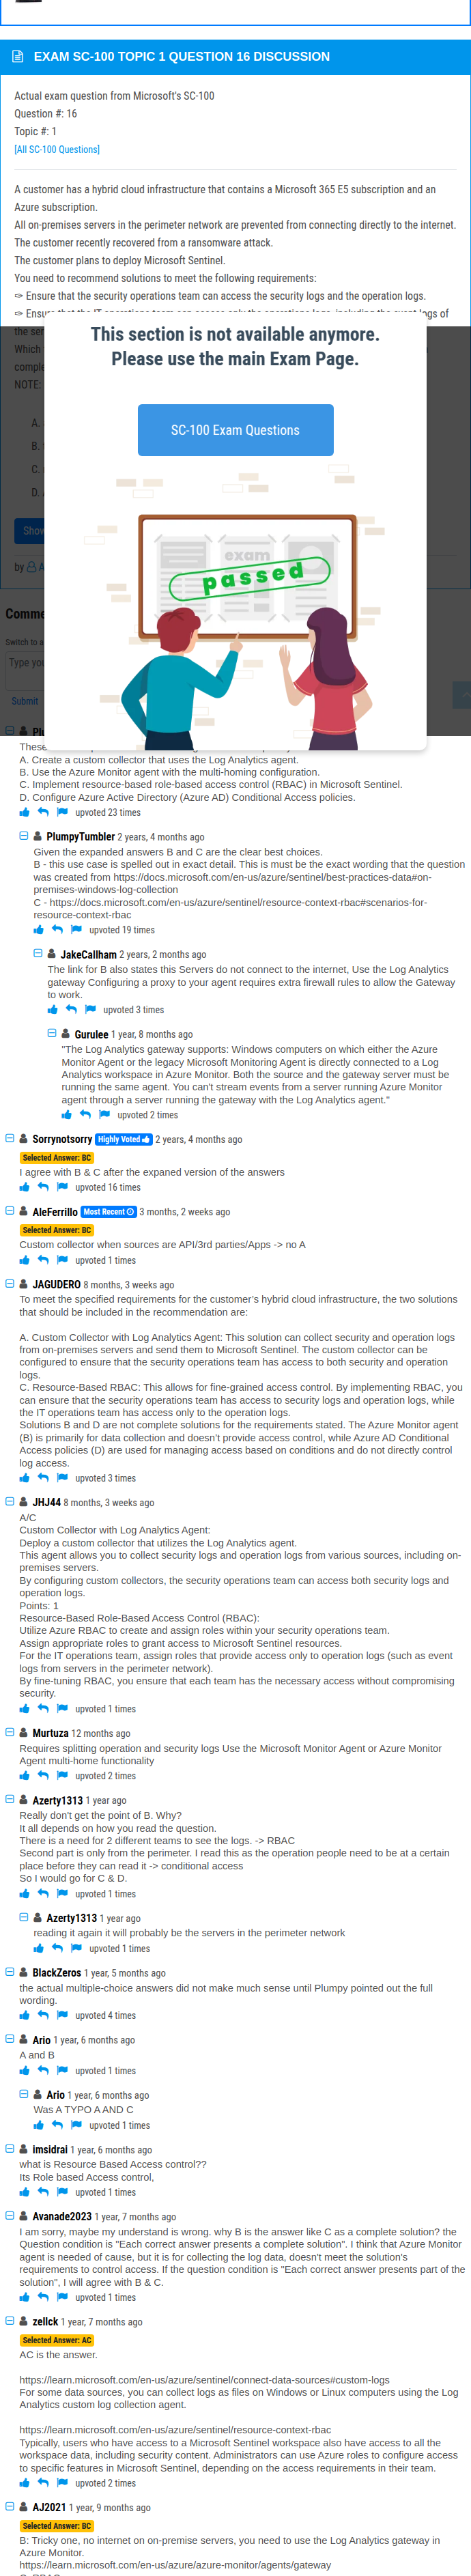 EXAM SC-100 TOPIC 1 QUESTION 16 DISCUSSION
Actual exam question from Microsoft's SC-100
Question #: 16
Topic #: 1
[All SC-100 Questions]
A customer has a hybrid cloud infrastructure that contains a Microsoft 365 E5 subscription and an
Azure subscription.
All on-premises servers in the perimeter network are prevented from connecting directly to the internet.
The customer recently recovered from a ransomware attack.
The customer plans to deploy Microsoft Sentinel.
You need to recommend solutions to meet the following requirements:
✑ Ensure that the security operations team can access the security logs and the operation logs.
✑ Ensure that the IT operations team can access only the operations logs, including the event logs of
the ser
Which
comple
NOTE:
A.
B.
C.
D.
Show
by
This section is not available anymore.
Please use the main Exam Page.
SC-100 Exam Questions
exam
passed
Comme
Switch to a
Type you
Submit
Plu
These
A. Create a custom collector that uses the Log Analytics agent.
B. Use the Azure Monitor agent with the multi-homing configuration.
C. Implement resource-based role-based access control (RBAC) in Microsoft Sentinel.
D. Configure Azure Active Directory (Azure AD) Conditional Access policies.
upvoted 23 times
PlumpyTumbler 2 years, 4 months ago
Given the expanded answers B and C are the clear best choices.
B - this use case is spelled out in exact detail. This is must be the exact wording that the question
was created from https://docs.microsoft.com/en-us/azure/sentinel/best-practices-data#on-
premises-windows-log-collection
C - https://docs.microsoft.com/en-us/azure/sentinel/resource-context-rbac#scenarios-for-
resource-context-rbac
upvoted 19 times
JakeCallham 2 years, 2 months ago
The link for B also states this Servers do not connect to the internet, Use the Log Analytics
gateway Configuring a proxy to your agent requires extra firewall rules to allow the Gateway
to work.
upvoted 3 times
Gurulee 1 year, 8 months ago
"The Log Analytics gateway supports: Windows computers on which either the Azure
Monitor Agent or the legacy Microsoft Monitoring Agent is directly connected to a Log
Analytics workspace in Azure Monitor. Both the source and the gateway server must be
running the same agent. You can't stream events from a server running Azure Monitor
agent through a server running the gateway with the Log Analytics agent."
upvoted 2 times
Sorrynotsorry Highly Voted 2 years, 4 months ago
Selected Answer: BC
I agree with B & C after the expaned version of the answers
upvoted 16 times
AleFerrillo Most Recent 3 months, 2 weeks ago
Selected Answer: BC
Custom collector when sources are API/3rd parties/Apps -> no A
upvoted 1 times
JAGUDERO 8 months, 3 weeks ago
To meet the specified requirements for the customer's hybrid cloud infrastructure, the two solutions
that should be included in the recommendation are:
A. Custom Collector with Log Analytics Agent: This solution can collect security and operation logs
from on-premises servers and send them to Microsoft Sentinel. The custom collector can be
configured to ensure that the security operations team has access to both security and operation
logs.
C. Resource-Based RBAC: This allows for fine-grained access control. By implementing RBAC, you
can ensure that the security operations team has access to security logs and operation logs, while
the IT operations team has access only to the operation logs.
Solutions B and D are not complete solutions for the requirements stated. The Azure Monitor agent
(B) is primarily for data collection and doesn't provide access control, while Azure AD Conditional
Access policies (D) are used for managing access based on conditions and do not directly control
log access.
upvoted 3 times
JHJ44 8 months, 3 weeks ago
A/C
Custom Collector with Log Analytics Agent:
Deploy a custom collector that utilizes the Log Analytics agent.
This agent allows you to collect security logs and operation logs from various sources, including on-
premises servers.
By configuring custom collectors, the security operations team can access both security logs and
operation logs.
Points: 1
Resource-Based Role-Based Access Control (RBAC):
Utilize Azure RBAC to create and assign roles within your security operations team.
Assign appropriate roles to grant access to Microsoft Sentinel resources.
For the IT operations team, assign roles that provide access only to operation logs (such as event
logs from servers in the perimeter network).
By fine-tuning RBAC, you ensure that each team has the necessary access without compromising
security.
upvoted 1 times
Murtuza 12 months ago
Requires splitting operation and security logs Use the Microsoft Monitor Agent or Azure Monitor
Agent multi-home functionality
upvoted 2 times
Azerty1313 1 year ago
Really don't get the point of B. Why?
It all depends on how you read the question.
There is a need for 2 different teams to see the logs. -> RBAC
Second part is only from the perimeter. I read this as the operation people need to be at a certain
place before they can read it -> conditional access
So I would go for C & D.
upvoted 1 times
Azerty1313 1 year ago
reading it again it will probably be the servers in the perimeter network
upvoted 1 times
BlackZeros 1 year, 5 months ago
the actual multiple-choice answers did not make much sense until Plumpy pointed out the full
wording.
upvoted 4 times
Ario 1 year, 6 months ago
A and B
upvoted 1 times
Ario 1 year, 6 months ago
Was A TYPO A AND C
upvoted 1 times
imsidrai 1 year, 6 months ago
what is Resource Based Access control??
Its Role based Access control,
upvoted 1 times
Avanade2023 1 year, 7 months ago
I am sorry, maybe my understand is wrong. why B is the answer like C as a complete solution? the
Question condition is "Each correct answer presents a complete solution". I think that Azure Monitor
agent is needed of cause, but it is for collecting the log data, doesn't meet the solution's
requirements to control access. If the question condition is "Each correct answer presents part of the
solution", I will agree with B & C.
upvoted 1 times
zellck 1 year, 7 months ago
Selected Answer: AC
AC is the answer.
https://learn.microsoft.com/en-us/azure/sentinel/connect-data-sources#custom-logs
For some data sources, you can collect logs as files on Windows or Linux computers using the Log
Analytics custom log collection agent.
https://learn.microsoft.com/en-us/azure/sentinel/resource-context-rbac
Typically, users who have access to a Microsoft Sentinel workspace also have access to all the
workspace data, including security content. Administrators can use Azure roles to configure access
to specific features in Microsoft Sentinel, depending on the access requirements in their team.
upvoted 2 times
AJ2021 1 year, 9 months ago
Selected Answer: BC
B: Tricky one, no internet on on-premise servers, you need to use the Log Analytics gateway in
Azure Monitor.
https://learn.microsoft.com/en-us/azure/azure-monitor/agents/gateway